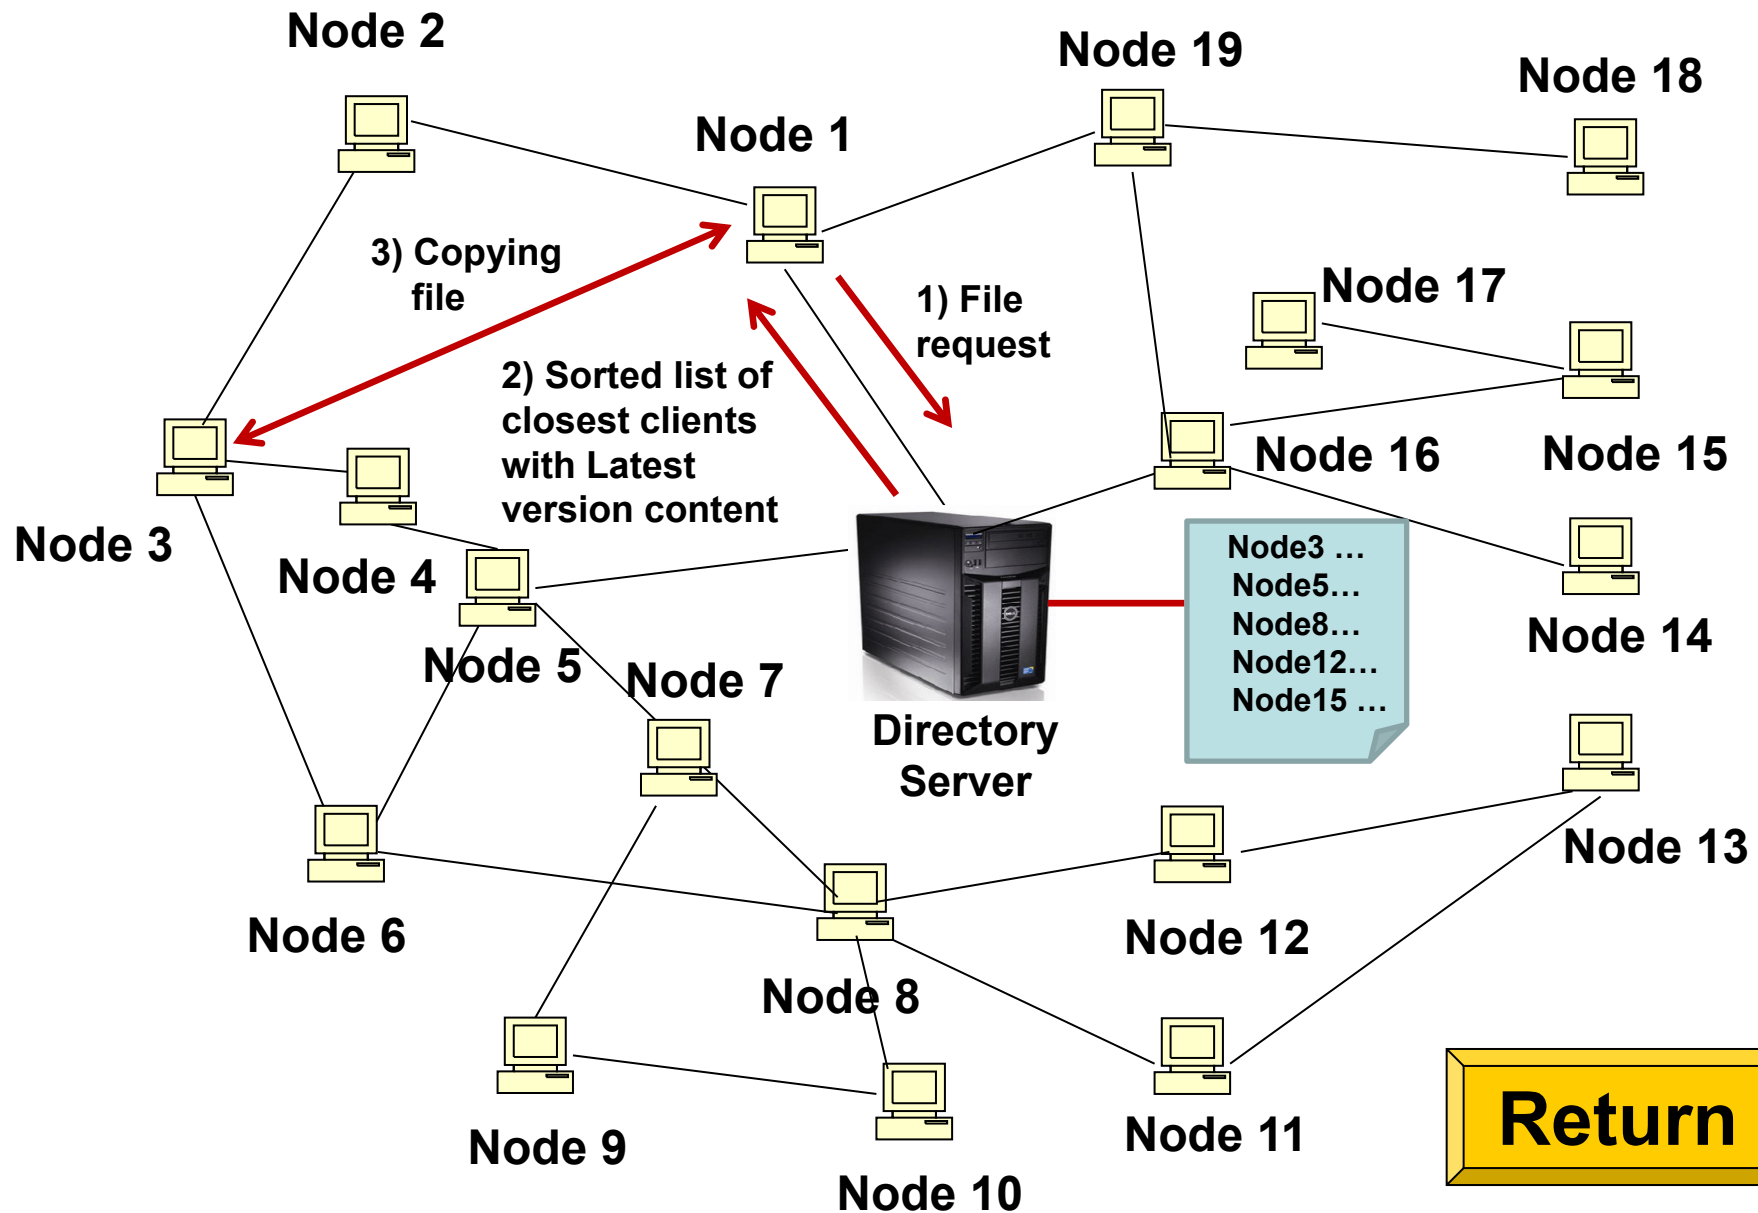 Node 2
Node 19
Node 18
Node 1
3) Copying
file
1) File
request
Node 17
2) Sorted list of
closest clients
with Latest
version content
Node 16
Node 15
Node 3
Node 4
Node3 …
Node5…
Node8…
Node12…
Node15 …
Node 14
Node 5
Node 7
Directory
Server
Node 13
Node 6
Node 12
Node 8
Node 9
Node 11
Node 10
Return